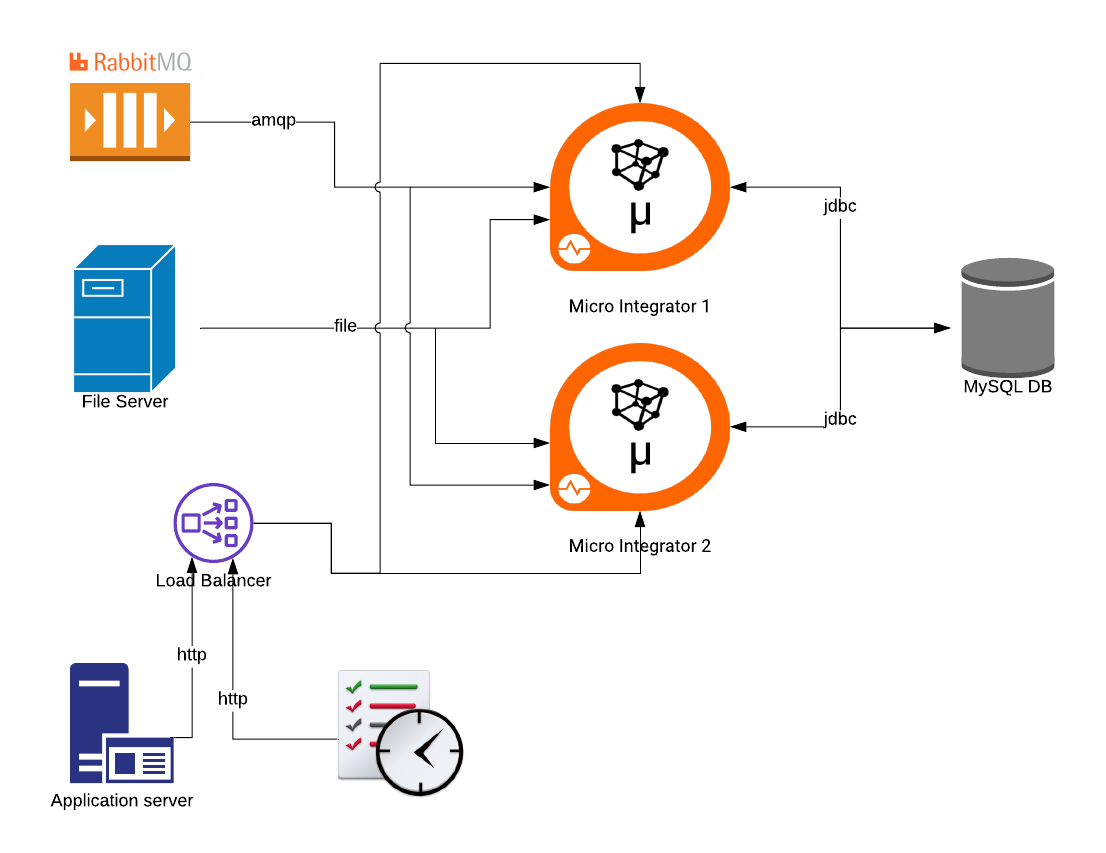 RabbitMQ
amqp
μ
jdbc
Micro Integrator 1
file
File Server
MySQL DB
μ
jdbc
Micro Integrator 2
Load Balancer
http
http
Application server